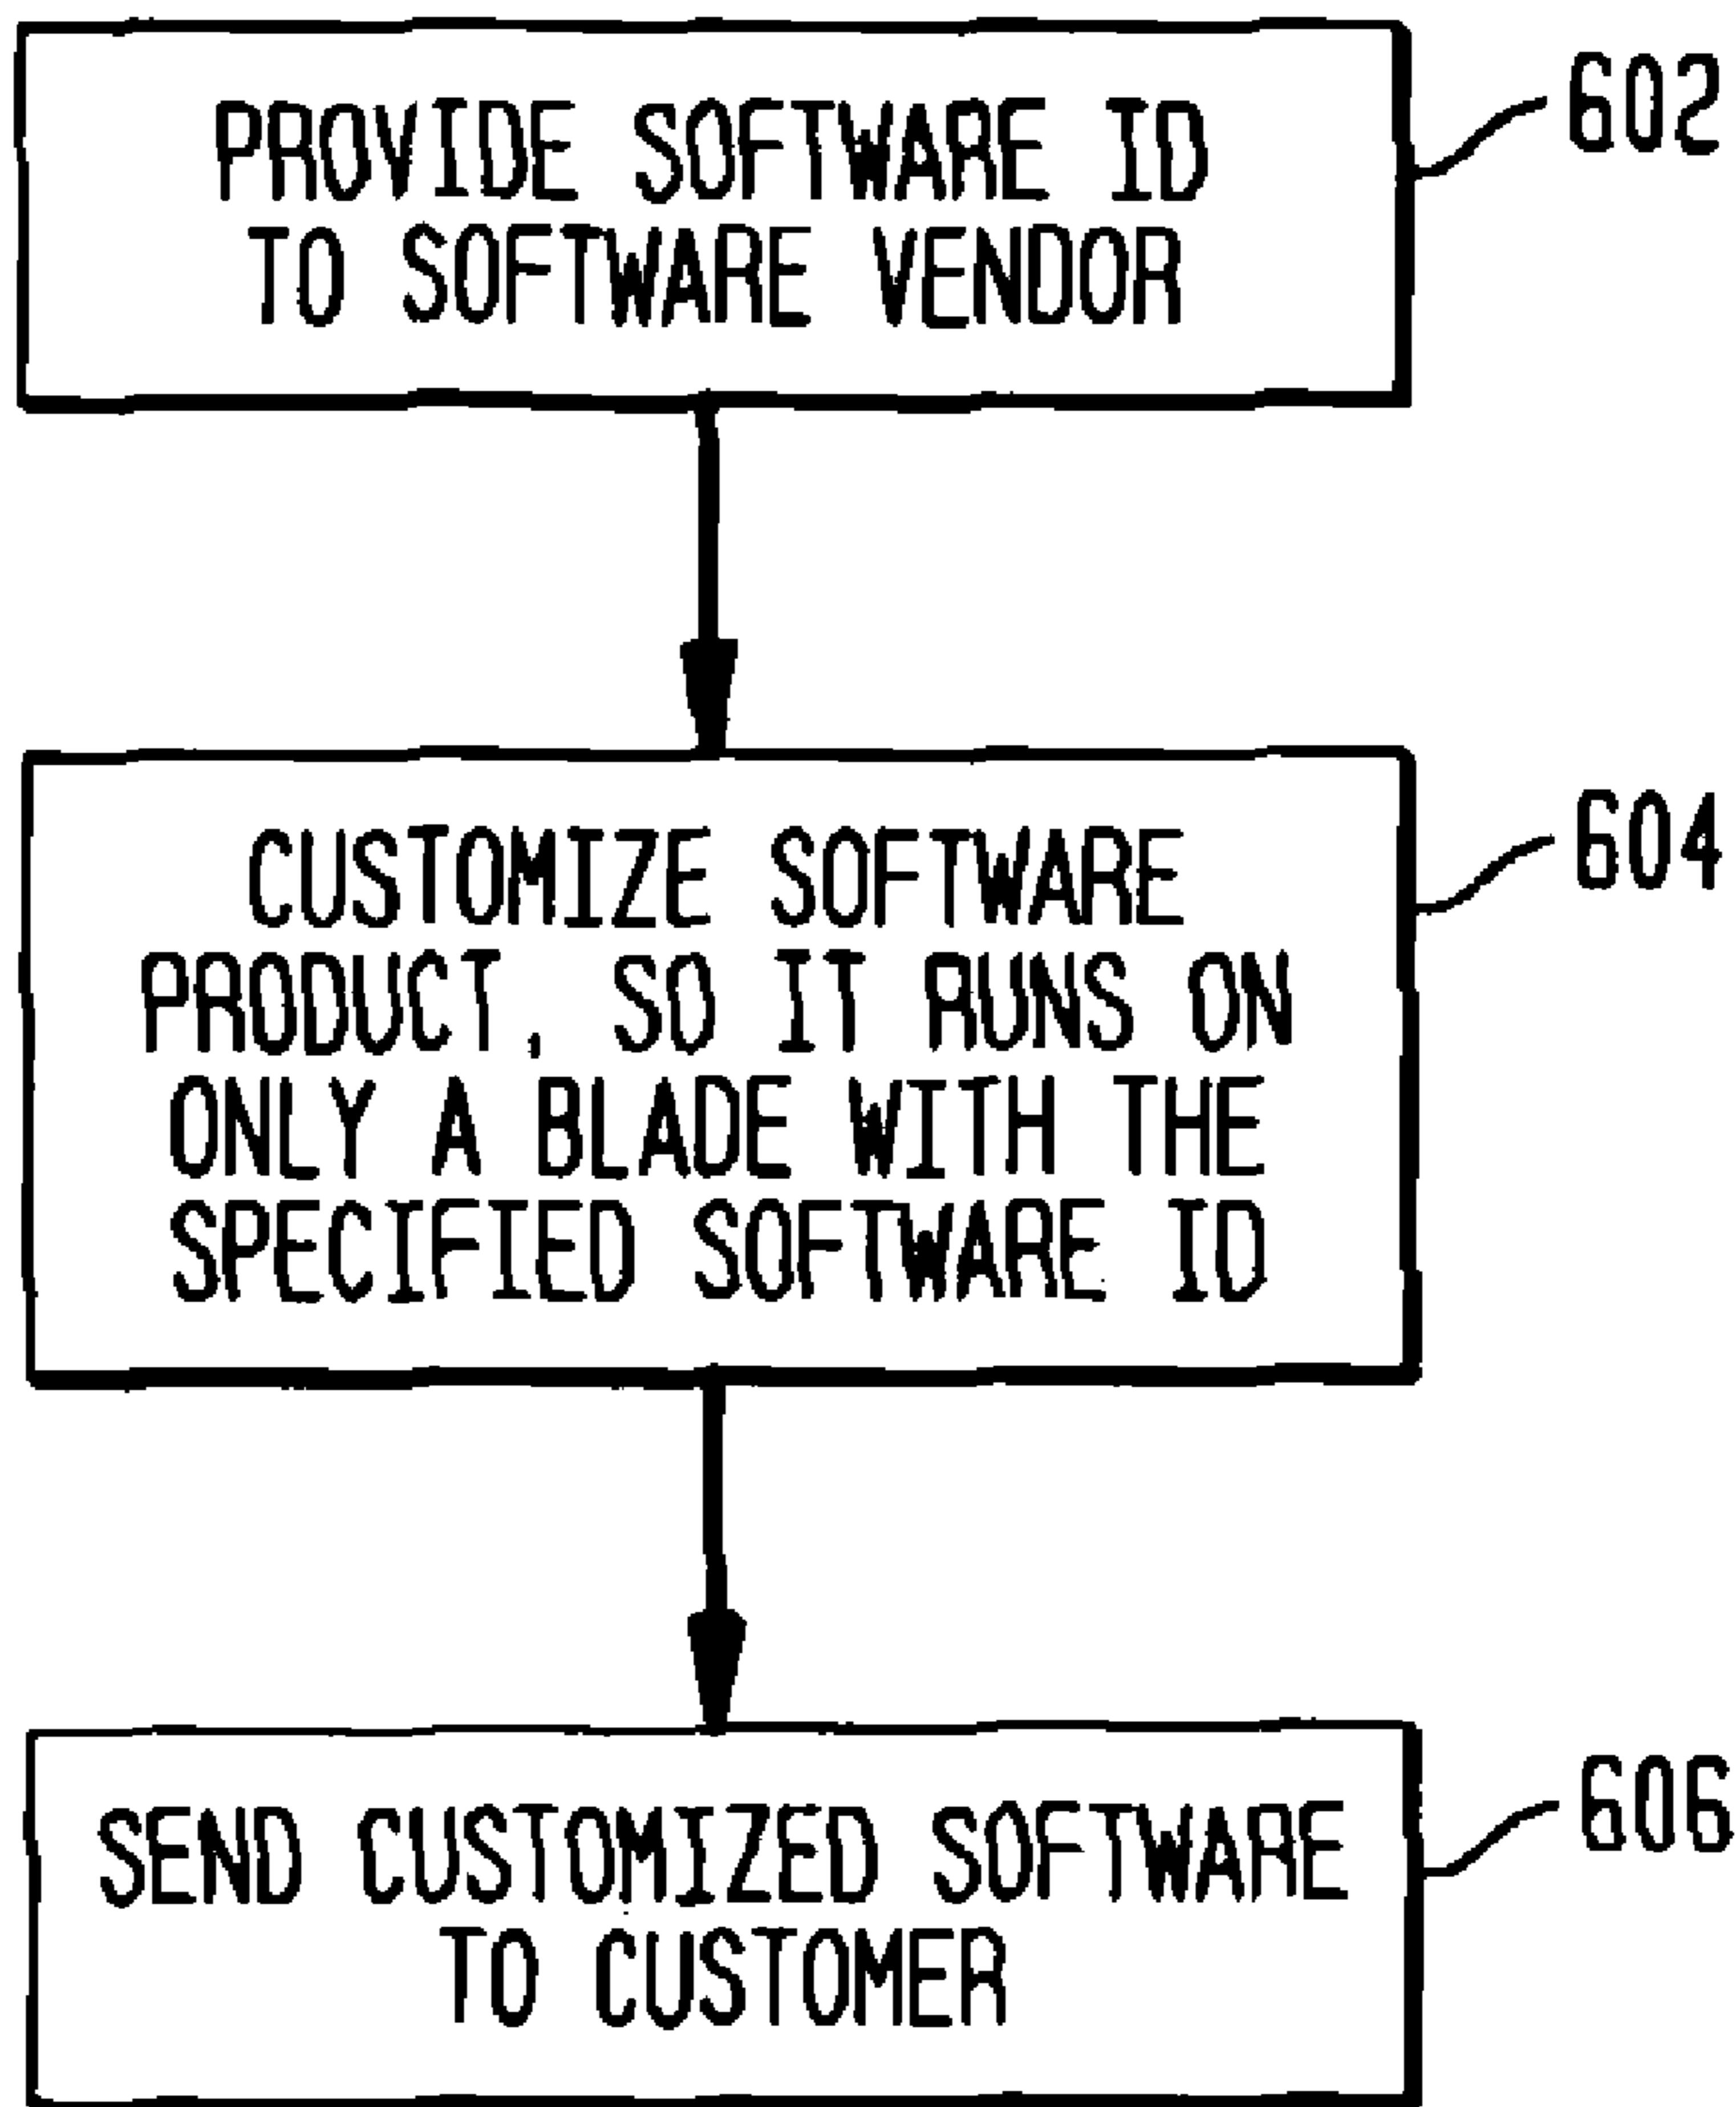 PROVIDE SOFTWARE ID
TO SOFTWARE VENDOR
602
CUSTOMIZE SOFTWARE
PRODUCT, SO IT RUNS ON
ONLY A BLADE WITH THE
SPECIFIED SOFTWARE ID
604
SEND CUSTOMIZED SOFTWARE
TO CUSTOMER
606